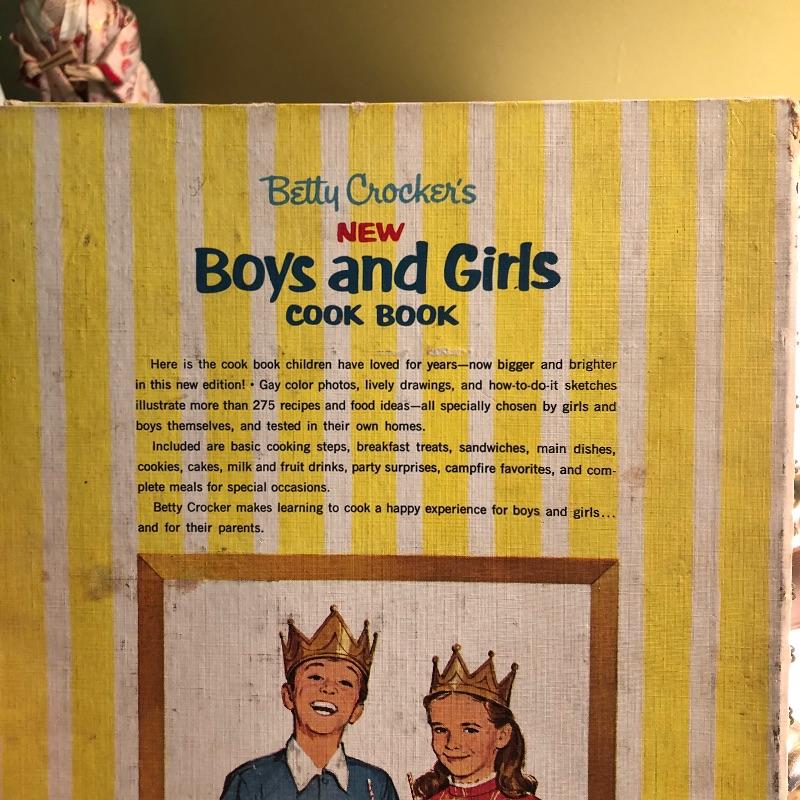 Betty Crocker's
NEW
Boys and Girls
COOK BOOK
Here is the cook book children have loved for years—now bigger and brighter
in this new edition! • Gay color photos, lively drawings, and how-to-do-it sketches
illustrate more than 275 recipes and food ideas—all specially chosen by girls and
boys themselves, and tested in their own homes.
Included are basic cooking steps, breakfast treats, sandwiches, main dishes,
cookies, cakes, milk and fruit drinks, party surprises, campfire favorites, and com-
plete meals for special occasions.
Betty Crocker makes learning to cook a happy experience for boys and girls...
and for their parents.